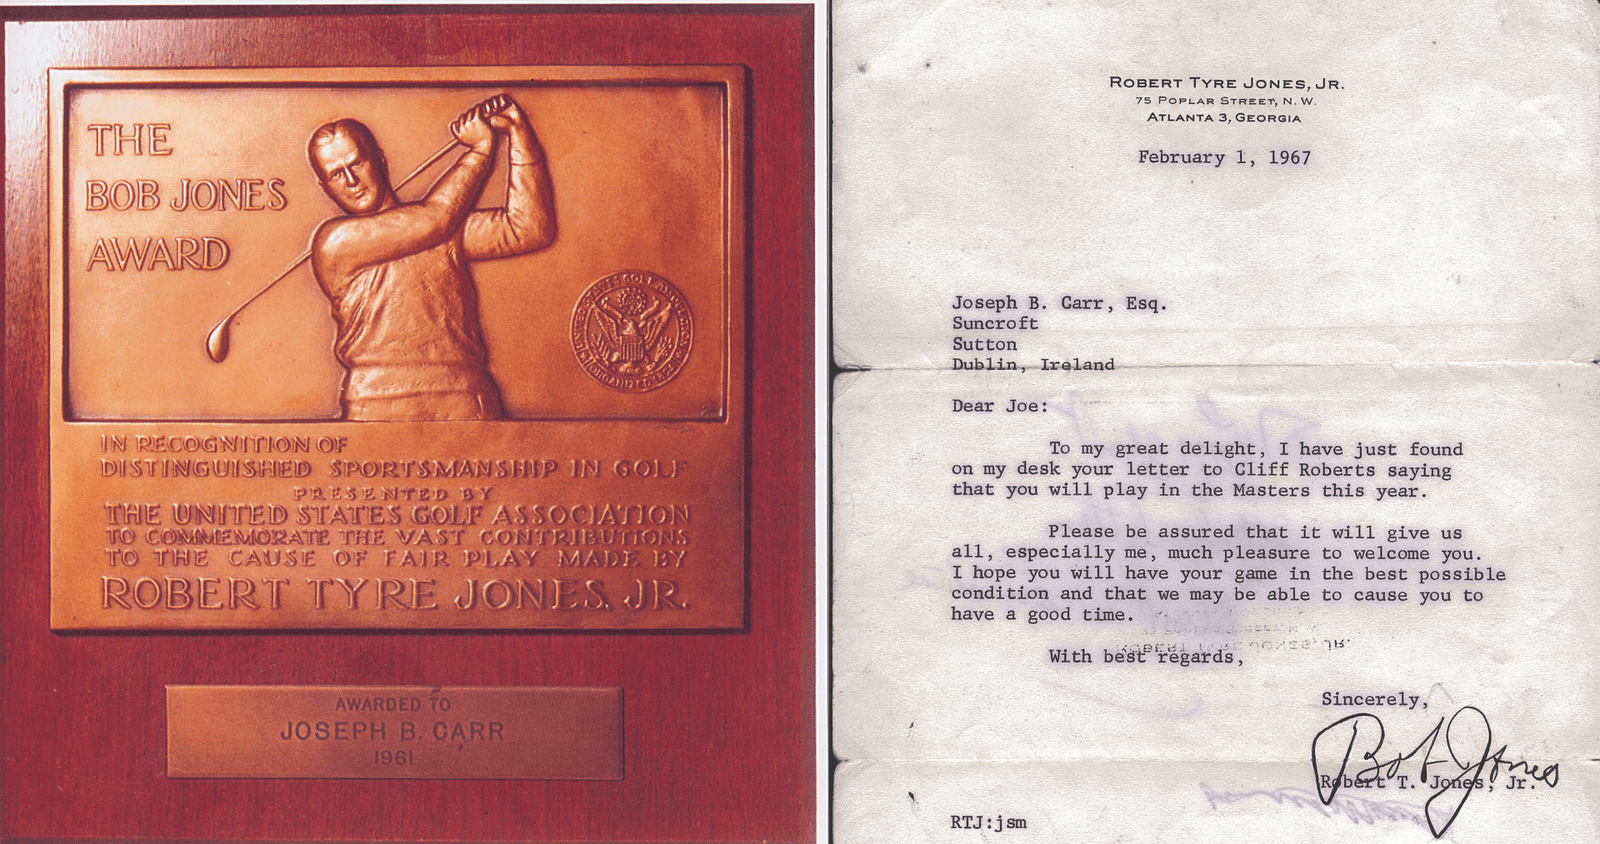 THE
BOB JONES
AWARD
UNITED STATES GOLF ASSOCIATION
ORGANIZED
IN RECOGNITION OF
DISTINGUISHED SPORTSMANSHIP IN GOLF
PRESENTED BY
THE UNITED STATES GOLF ASSOCIATION
TO COMMEMORATE THE VAST CONTRIBUTIONS
TO THE CAUSE OF FAIR PLAY MADE BY
ROBERT TYRE JONES, JR.
AWARDED TO
JOSEPH B. CARR
1961
ROBERT TYRE JONES, JR.
75 POPLAR STREET, N. W.
ATLANTA 3, GEORGIA
February 1, 1967
Joseph B. Carr, Esq.
Suncroft
Sutton
Dublin, Ireland
Dear Joe:
To my great delight, I have just found
on my desk your letter to Cliff Roberts saying
that you will play in the Masters this year.
Please be assured that it will give us
all, especially me, much pleasure to welcome you.
I hope you will have your game in the best possible
condition and that we may be able to cause you to
have a good time.
With best regards,
Sincerely,
Bob Jones
Robert T. Jones, Jr.
RTJ:jsm